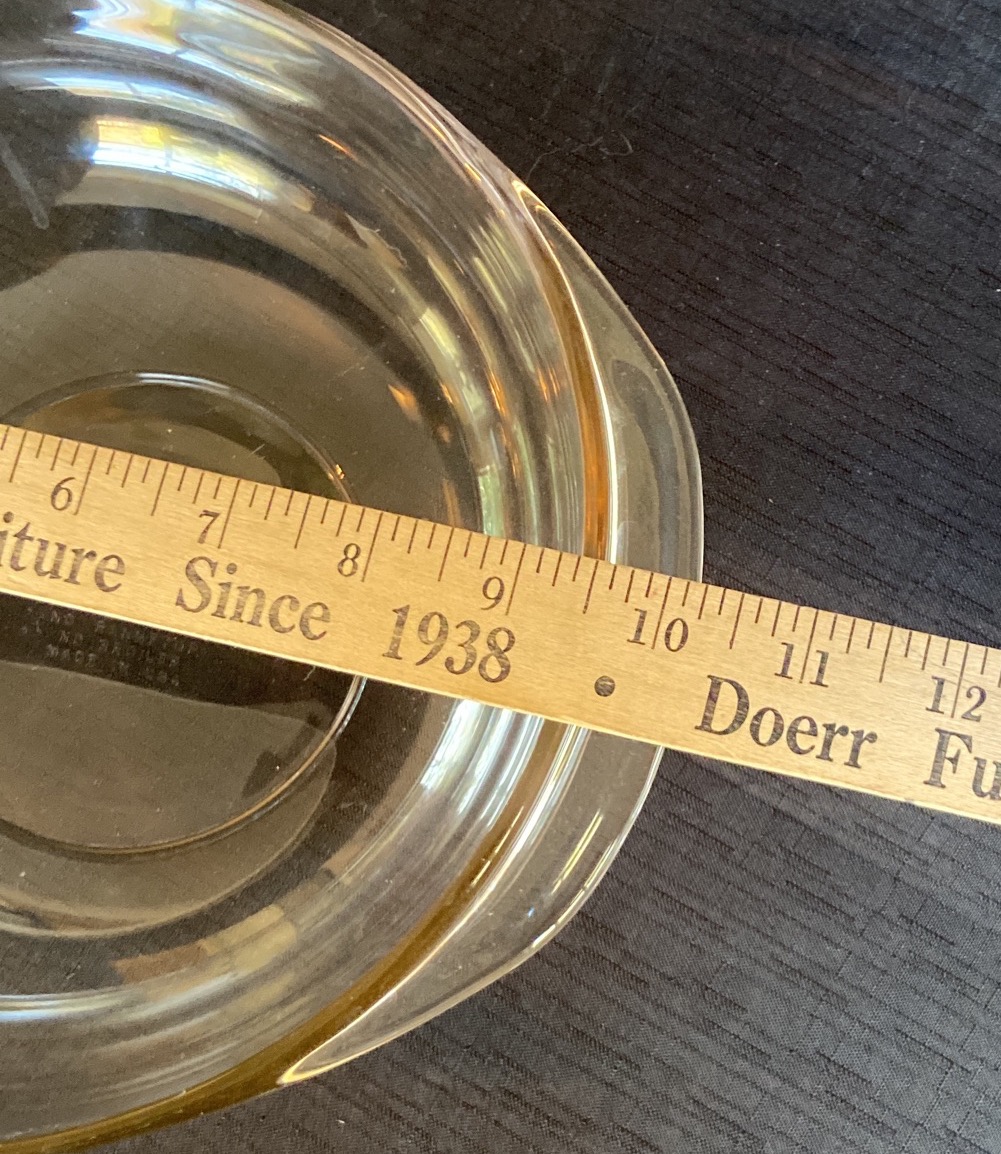 6 7 8 9 10 11 12
iture Since 1938 • Doerr Fu